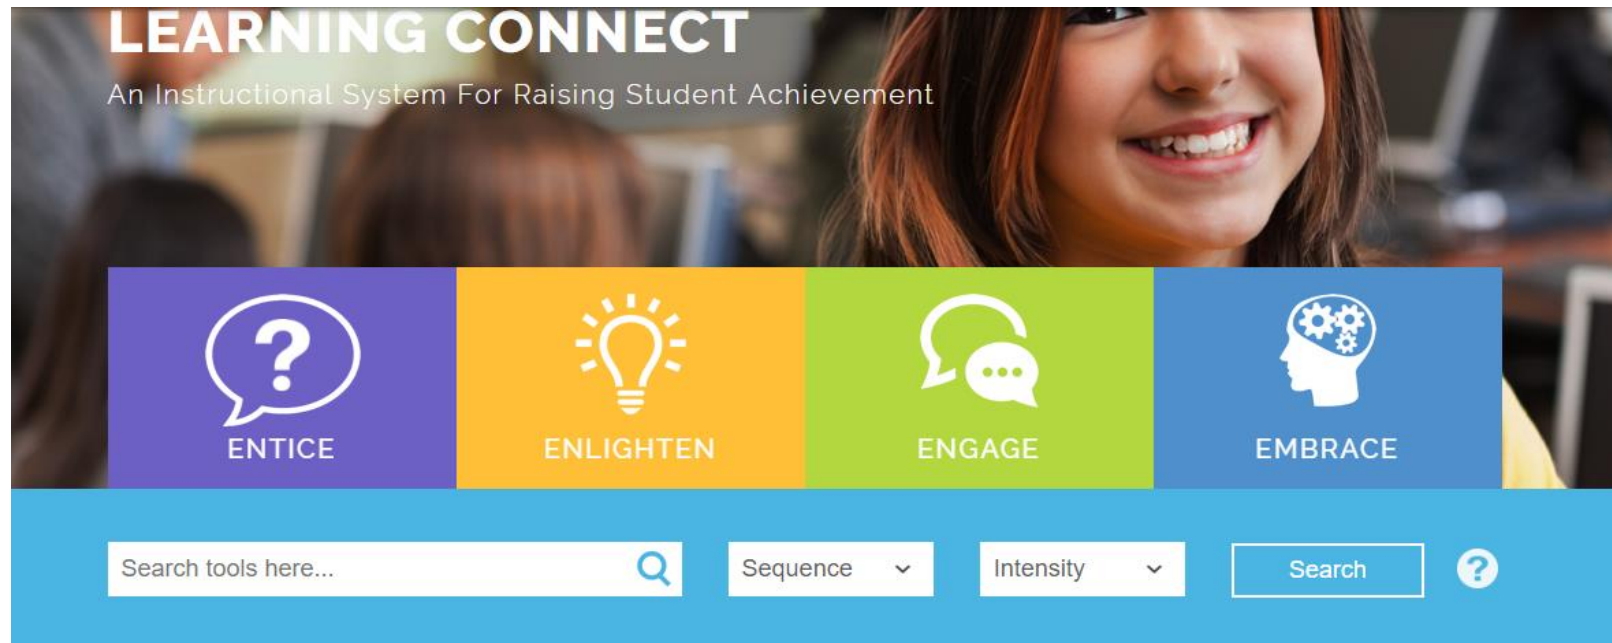 LEARNING CONNECT
An Instructional System For Raising Student Achievement
ENTICE
ENLIGHTEN
ENGAGE
EMBRACE
Search tools here...
Sequence
Intensity
Search
?